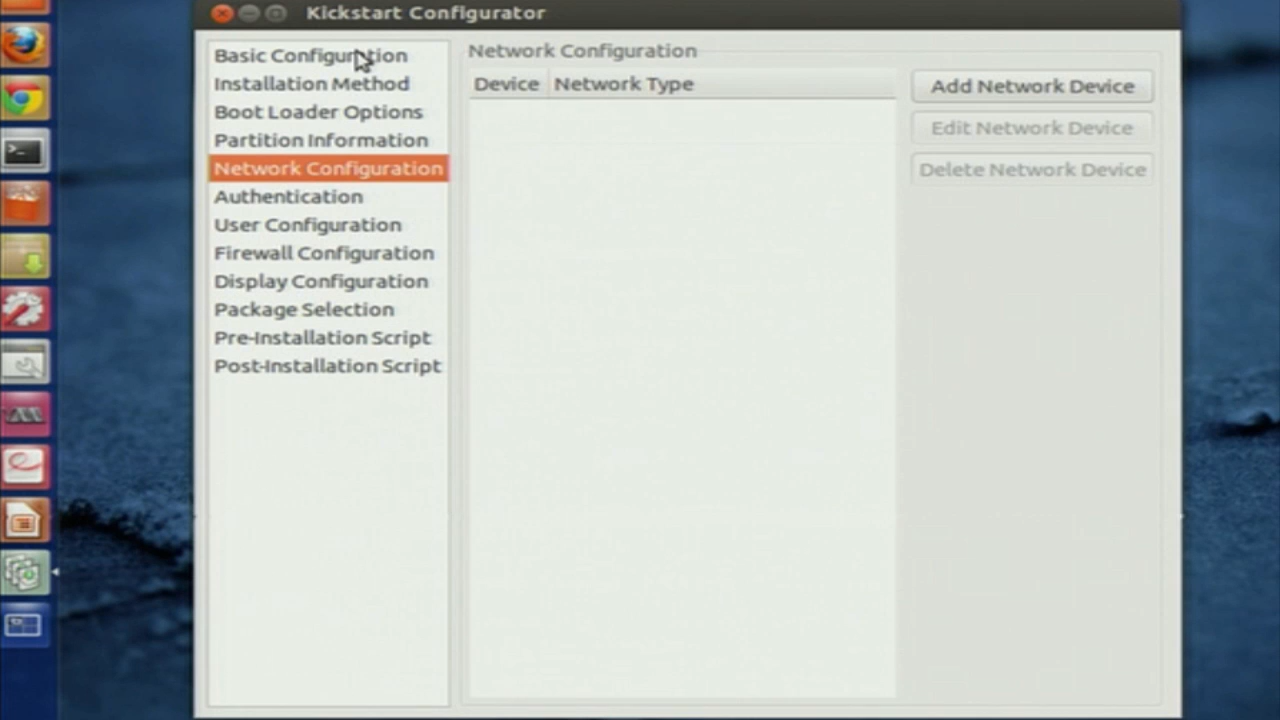 Kickstart Configurator
Basic Configuration
Installation Method
Boot Loader Options
Partition Information
Network Configuration
Authentication
User Configuration
Firewall Configuration
Display Configuration
Package Selection
Pre-Installation Script
Post-Installation Script
Network Configuration
Device Network Type
Add Network Device
Edit Network Device
Delete Network Device